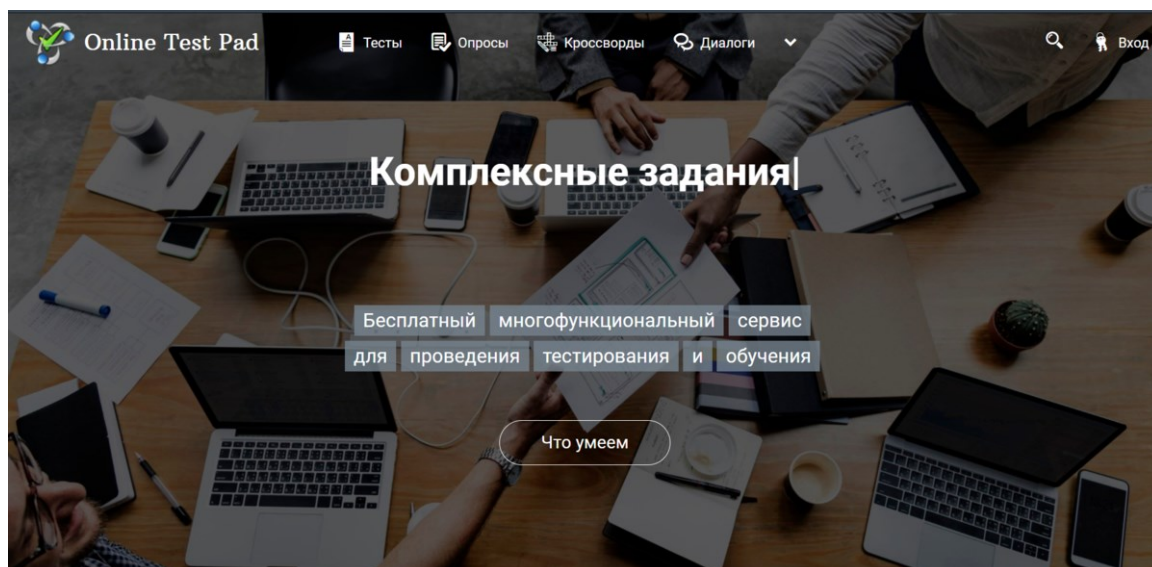 Online Test Pad Тесты Опросы Кроссворды Диалоги Вход
Комплексные задания|
Бесплатный многофункциональный сервис
для проведения тестирования и обучения
Что умеем